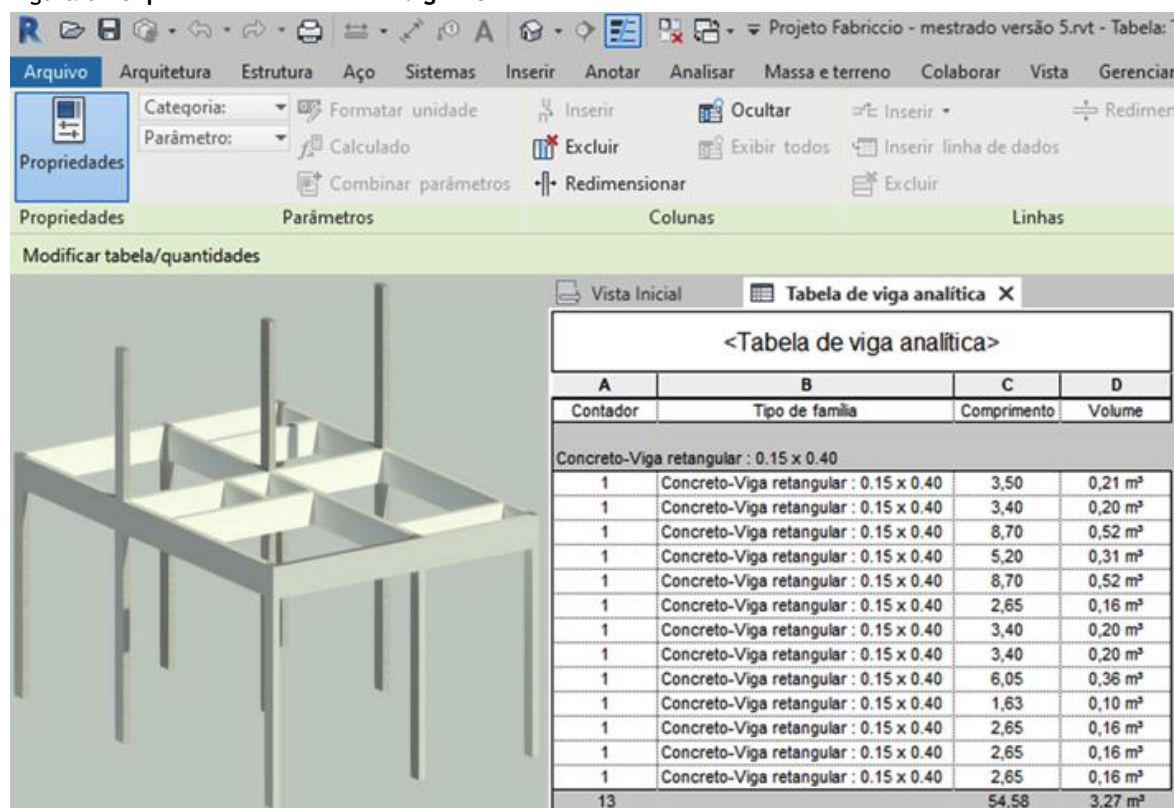 Projeto Fabriccio - mestrado versão 5.rvt - Tabela:
Arquivo Arquitetura Estrutura Aço Sistemas Inserir Anotar Analisar Massa e terreno Colaborar Vista Gerenciar
Propriedades
Categoria:
Parâmetro:
Formatar unidade
Calculado
Combinar parâmetros
Inserir
Excluir
Redimensionar
Ocultar
Exibir todos
Inserir
Inserir linha de dados
Excluir
Redimen
Propriedades Parâmetros Colunas Linhas
Modificar tabela/quantidades
Vista Inicial Tabela de viga analítica X
<Tabela de viga analítica>
A B C D
Contador Tipo de família Comprimento Volume
Concreto-Viga retangular : 0.15 x 0.40
1 Concreto-Viga retangular : 0.15 x 0.40 3,50 0,21 m³
1 Concreto-Viga retangular : 0.15 x 0.40 3,40 0,20 m³
1 Concreto-Viga retangular : 0.15 x 0.40 8,70 0,52 m³
1 Concreto-Viga retangular : 0.15 x 0.40 5,20 0,31 m³
1 Concreto-Viga retangular : 0.15 x 0.40 8,70 0,52 m³
1 Concreto-Viga retangular : 0.15 x 0.40 2,65 0,16 m³
1 Concreto-Viga retangular : 0.15 x 0.40 3,40 0,20 m³
1 Concreto-Viga retangular : 0.15 x 0.40 3,40 0,20 m³
1 Concreto-Viga retangular : 0.15 x 0.40 6,05 0,36 m³
1 Concreto-Viga retangular : 0.15 x 0.40 1,63 0,10 m³
1 Concreto-Viga retangular : 0.15 x 0.40 2,65 0,16 m³
1 Concreto-Viga retangular : 0.15 x 0.40 2,65 0,16 m³
1 Concreto-Viga retangular : 0.15 x 0.40 2,65 0,16 m³
13 54,58 3,27 m³